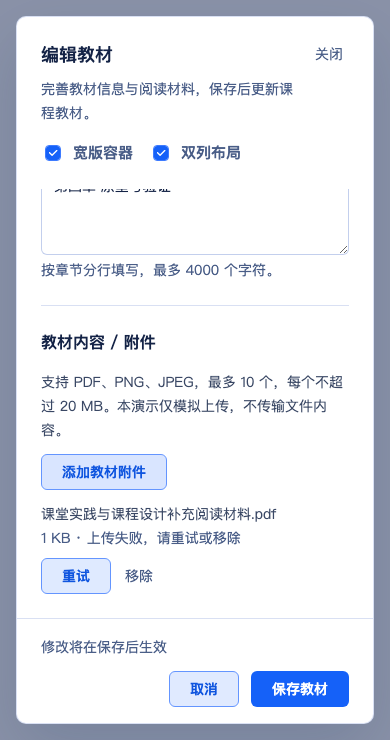 编辑教材
关闭
完善教材信息与阅读材料，保存后更新课
程教材。
宽版容器
双列布局
按章节分行填写，最多 4000 个字符。
教材内容 / 附件
支持 PDF、PNG、JPEG，最多 10 个，每个不超
过 20 MB。本演示仅模拟上传，不传输文件内
容。
添加教材附件
课堂实践与课程设计补充阅读材料.pdf
1 KB · 上传失败，请重试或移除
重试
移除
修改将在保存后生效
取消
保存教材